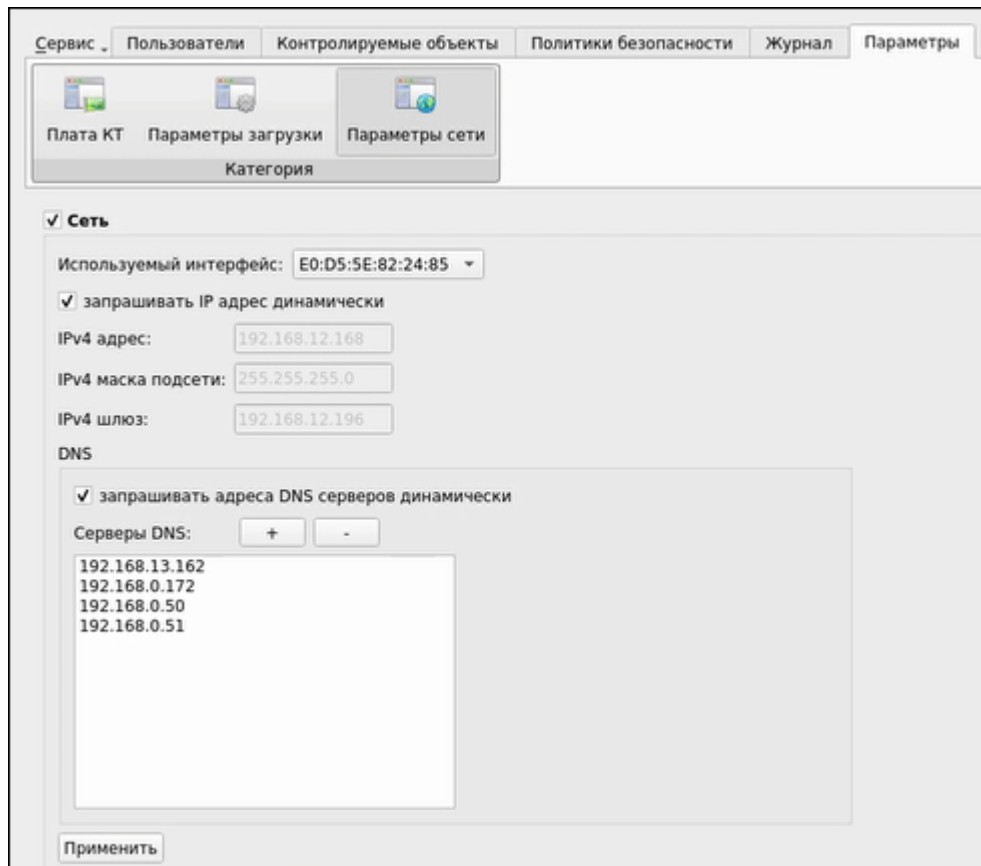 Сервис Пользователи Контролируемые объекты Политики безопасности Журнал Параметры
Плата КТ Параметры загрузки Параметры сети
Категория
Сеть
Используемый интерфейс: E0:D5:5E:82:24:85
запрашивать IP адрес динамически
IPv4 адрес: 192.168.12.168
IPv4 маска подсети: 255.255.255.0
IPv4 шлюз: 192.168.12.196
DNS
запрашивать адреса DNS серверов динамически
Серверы DNS: + -
192.168.13.162
192.168.0.172
192.168.0.50
192.168.0.51
Применить